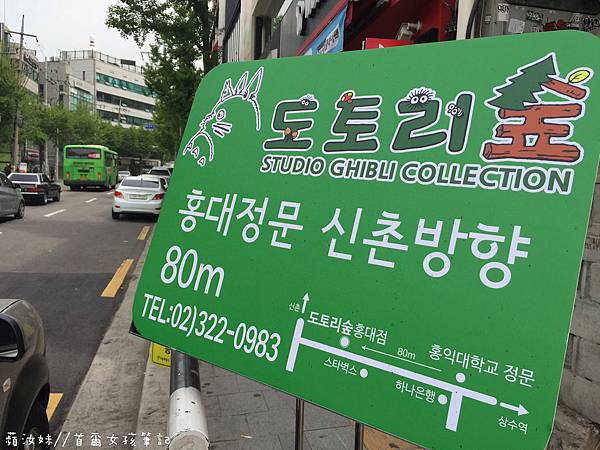 도토리숲
STUDIO GHIBLI COLLECTION
홍대정문 신촌방향
80m
TEL:02)322-0983
신촌
도토리숲홍대점
80m
홍익대학교 정문
스타벅스
하나은행
상수역
蘋汝妹//首爾女孩筆記